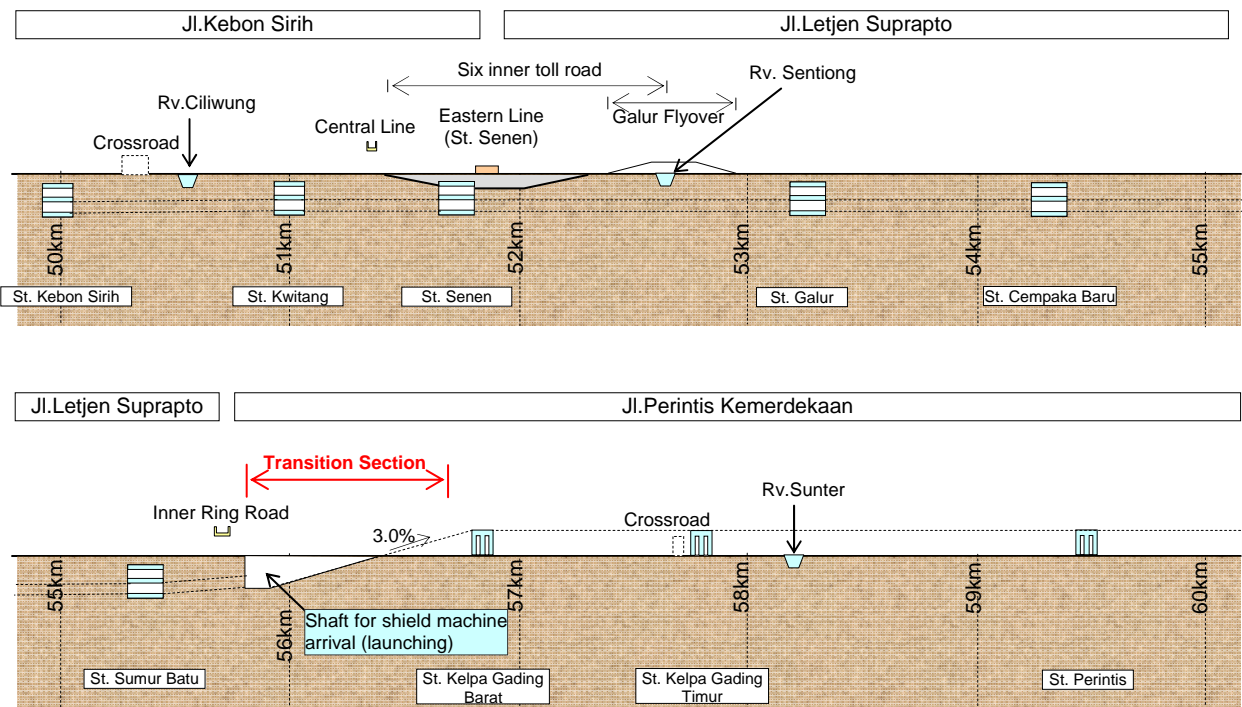 Jl.Kebon Sirih
Jl.Letjen Suprapto
Six inner toll road
Rv. Sentiong
Rv.Ciliwung
Eastern Line
(St. Senen)
Central Line
Galur Flyover
Crossroad
50km
51km
52km
53km
54km
55km
St. Kebon Sirih
St. Kwitang
St. Senen
St. Galur
St. Cempaka Baru
Jl.Letjen Suprapto
Jl.Perintis Kemerdekaan
Transition Section
Rv.Sunter
Inner Ring Road
Crossroad
3.0%
55km
56km
57km
58km
59km
60km
Shaft for shield machine
arrival (launching)
St. Sumur Batu
St. Kelpa Gading
Barat
St. Kelpa Gading
Timur
St. Perintis